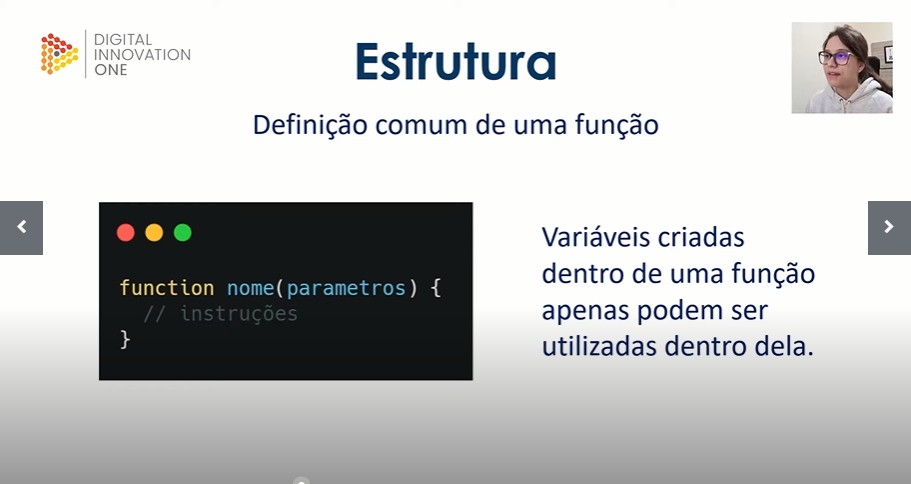 DIGITAL
INNOVATION
ONE
Estrutura
Definição comum de uma função
function nome(parametros) {
// instruções
}
Variáveis criadas
dentro de uma função
apenas podem ser
utilizadas dentro dela.